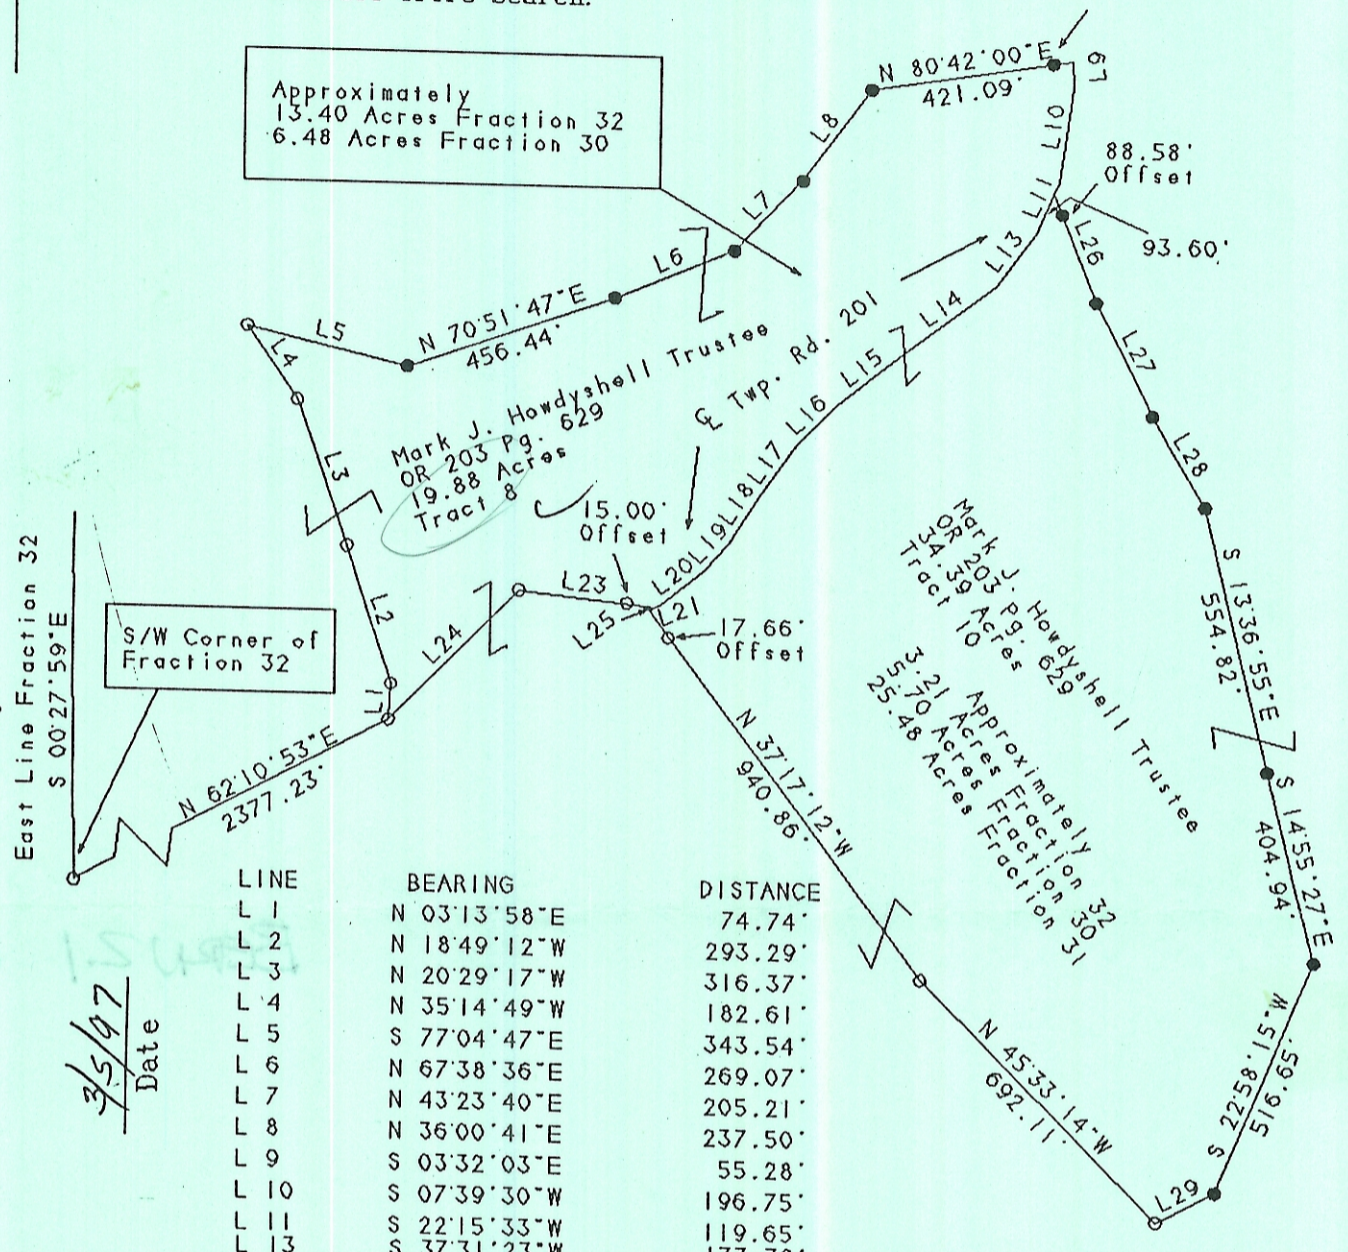 Approximately
13.40 Acres Fraction 32
6.48 Acres Fraction 30
N 80°42'00"E
421.09'
L9
L10
L11
88.58'
Offset
93.60'
L8
L7
L6
N 70°51'47"E
456.44'
L5
L4
L3
L2
L1
Mark J. Howdyshell Trustee
OR 203 Pg. 629
19.88 Acres
Tract 8
℄ Twp. Rd. 201
L13
L14
L15
L16
L17
L18
L19
L20
L21
15.00'
Offset
L23
L25
L24
17.66'
Offset
L26
L27
L28
S 13°36'55"E
554.82'
S 14°55'27"E
404.94'
S 22°58'15"W
516.65'
L29
N 45°33'14"W
692.11'
N 37°17'12"W
940.86'
Mark J. Howdyshell Trustee
OR 203 Pg. 629
34.39 Acres
Tract 10
Approximately
3.21 Acres Fraction 32
5.70 Acres Fraction 30
25.48 Acres Fraction 31
East Line Fraction 32
S 00°27'59"E
S/W Corner of
Fraction 32
N 62°10'53"E
2377.23'
3/5/97
Date
LINE BEARING DISTANCE
L 1 N 03°13'58"E 74.74'
L 2 N 18°49'12"W 293.29'
L 3 N 20°29'17"W 316.37'
L 4 N 35°14'49"W 182.61'
L 5 S 77°04'47"E 343.54'
L 6 N 67°38'36"E 269.07'
L 7 N 43°23'40"E 205.21'
L 8 N 36°00'41"E 237.50'
L 9 S 03°32'03"E 55.28'
L 10 S 07°39'30"W 196.75'
L 11 S 22°15'33"W 119.65'
L 13 S 37°31'23"W